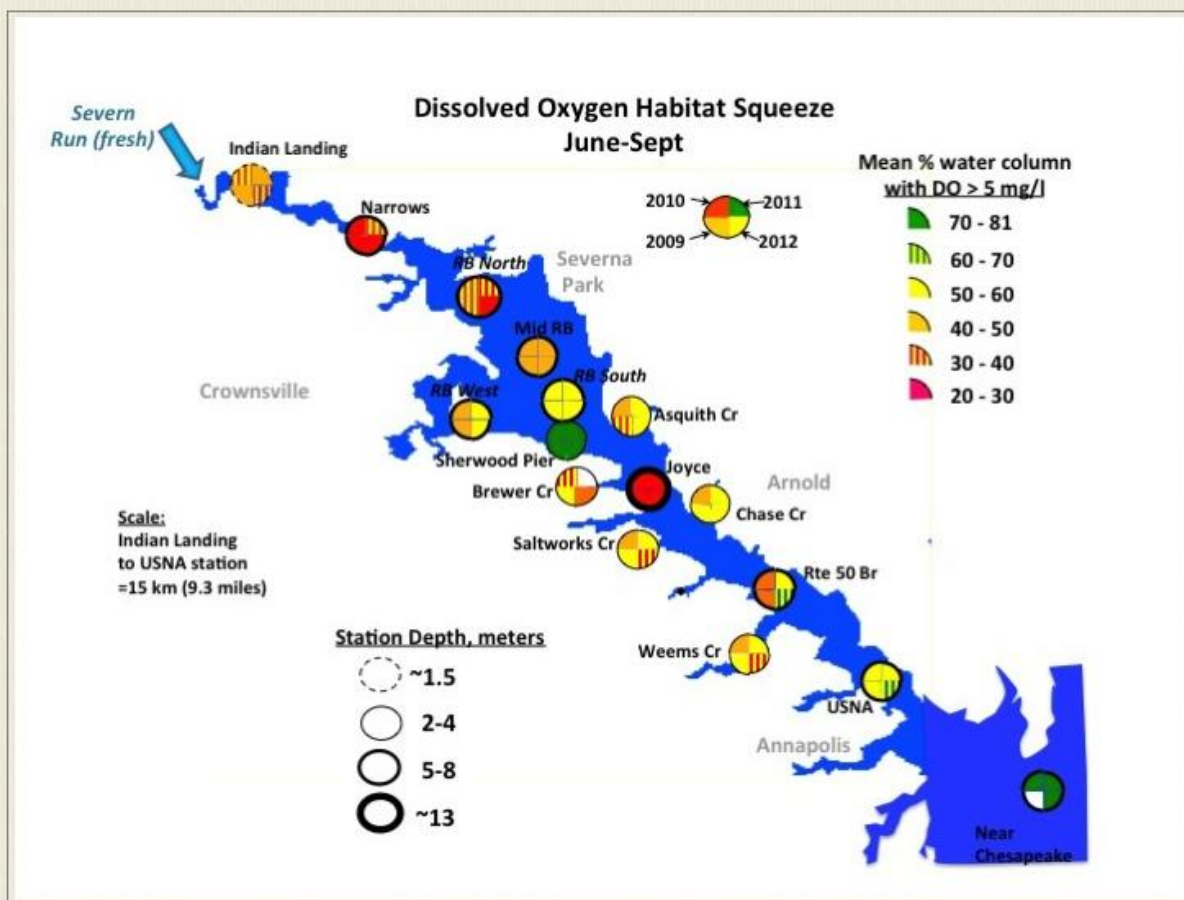 Dissolved Oxygen Habitat Squeeze
June-Sept
Severn
Run (fresh)
Indian Landing
Narrows
RB North
Severna
Park
Mid RB
RB South
RB West
Crownsville
Asquith Cr
Sherwood Pier
Joyce
Brewer Cr
Arnold
Chase Cr
Saltworks Cr
Rte 50 Br
Weems Cr
USNA
Annapolis
Near
Chesapeake
2010
2011
2009
2012
Mean % water column
with DO > 5 mg/l
70 - 81
60 - 70
50 - 60
40 - 50
30 - 40
20 - 30
Scale:
Indian Landing
to USNA station
=15 km (9.3 miles)
Station Depth, meters
~1.5
2-4
5-8
~13